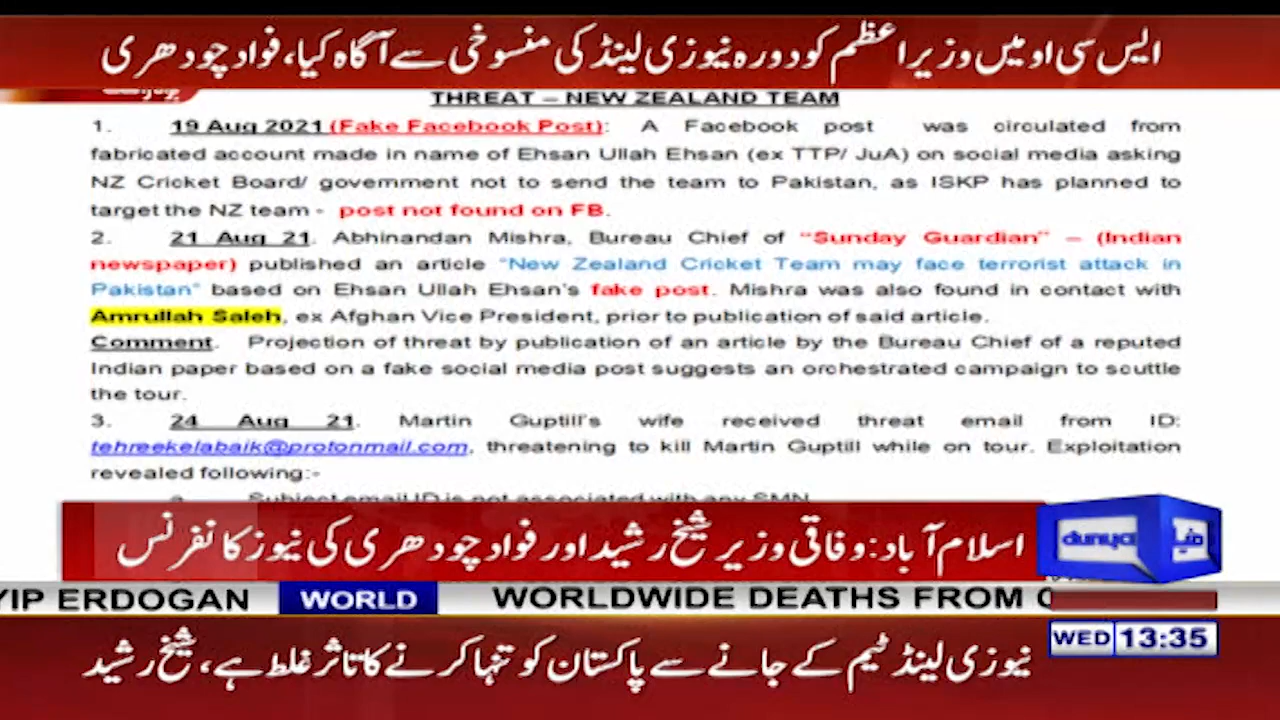 ایس سی او میں وزیراعظم کو دورہ نیوزی لینڈ کی منسوخی سے آگاہ کیا، فواد چودھری
THREAT – NEW ZEALAND TEAM
1. 19 Aug 2021 (Fake Facebook Post): A Facebook post was circulated from
fabricated account made in name of Ehsan Ullah Ehsan (ex TTP/ JuA) on social media asking
NZ Cricket Board/ government not to send the team to Pakistan, as ISKP has planned to
target the NZ team - post not found on FB.
2. 21 Aug 21. Abhinandan Mishra, Bureau Chief of "Sunday Guardian" – (Indian
newspaper) published an article "New Zealand Cricket Team may face terrorist attack in
Pakistan" based on Ehsan Ullah Ehsan's fake post. Mishra was also found in contact with
Amrullah Saleh, ex Afghan Vice President, prior to publication of said article.
Comment. Projection of threat by publication of an article by the Bureau Chief of a reputed
Indian paper based on a fake social media post suggests an orchestrated campaign to scuttle
the tour.
3. 24 Aug 21. Martin Guptill's wife received threat email from ID:
tehreekelabaik@protonmail.com, threatening to kill Martin Guptill while on tour. Exploitation
revealed following:-
a. Subject email ID is not associated with any SMN
اسلام آباد: وفاقی وزیر شیخ رشید اور فواد چودھری کی نیوز کانفرنس
dunya دنیا
YIP ERDOGAN WORLD WORLDWIDE DEATHS FROM
WED 13:35
نیوزی لینڈ ٹیم کے جانے سے پاکستان کو تنہا کرنے کا تاثر غلط ہے، شیخ رشید